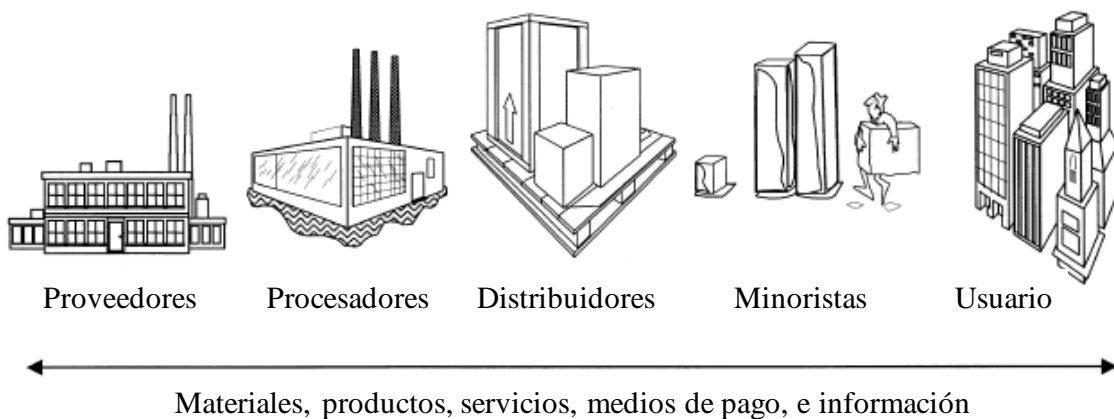 Proveedores Procesadores Distribuidores Minoristas Usuario
Materiales, productos, servicios, medios de pago, e información